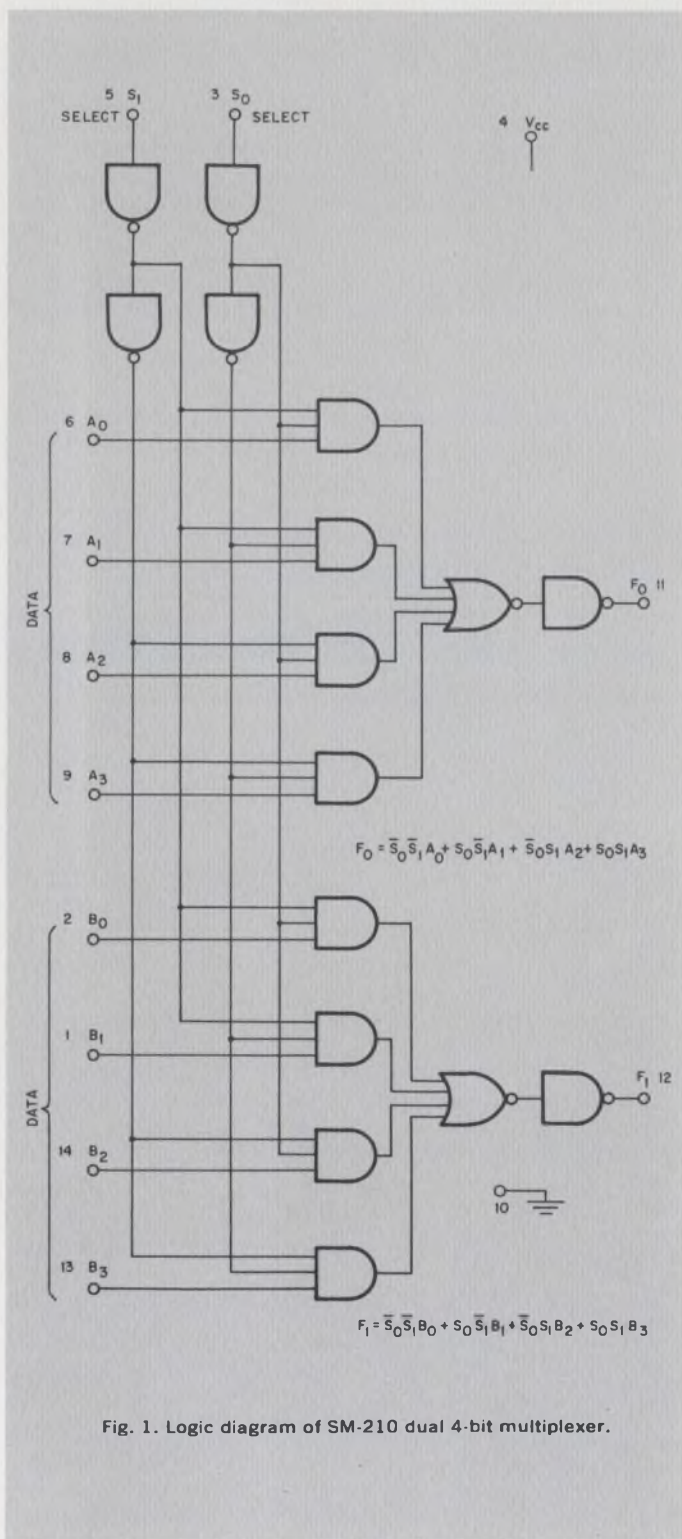 5 S₁ 3 S₀
SELECT SELECT
4 Vcc
6 A₀
7 A₁
F₀ 11
DATA
8 A₂
9 A₃
F₀ = S̅₀S̅₁A₀ + S₀S̅₁A₁ + S̅₀S₁A₂ + S₀S₁A₃
2 B₀
1 B₁
F₁ 12
DATA
14 B₂
10
13 B₃
F₁ = S̅₀S̅₁B₀ + S₀S̅₁B₁ + S̅₀S₁B₂ + S₀S₁B₃
Fig. 1. Logic diagram of SM-210 dual 4-bit multiplexer.